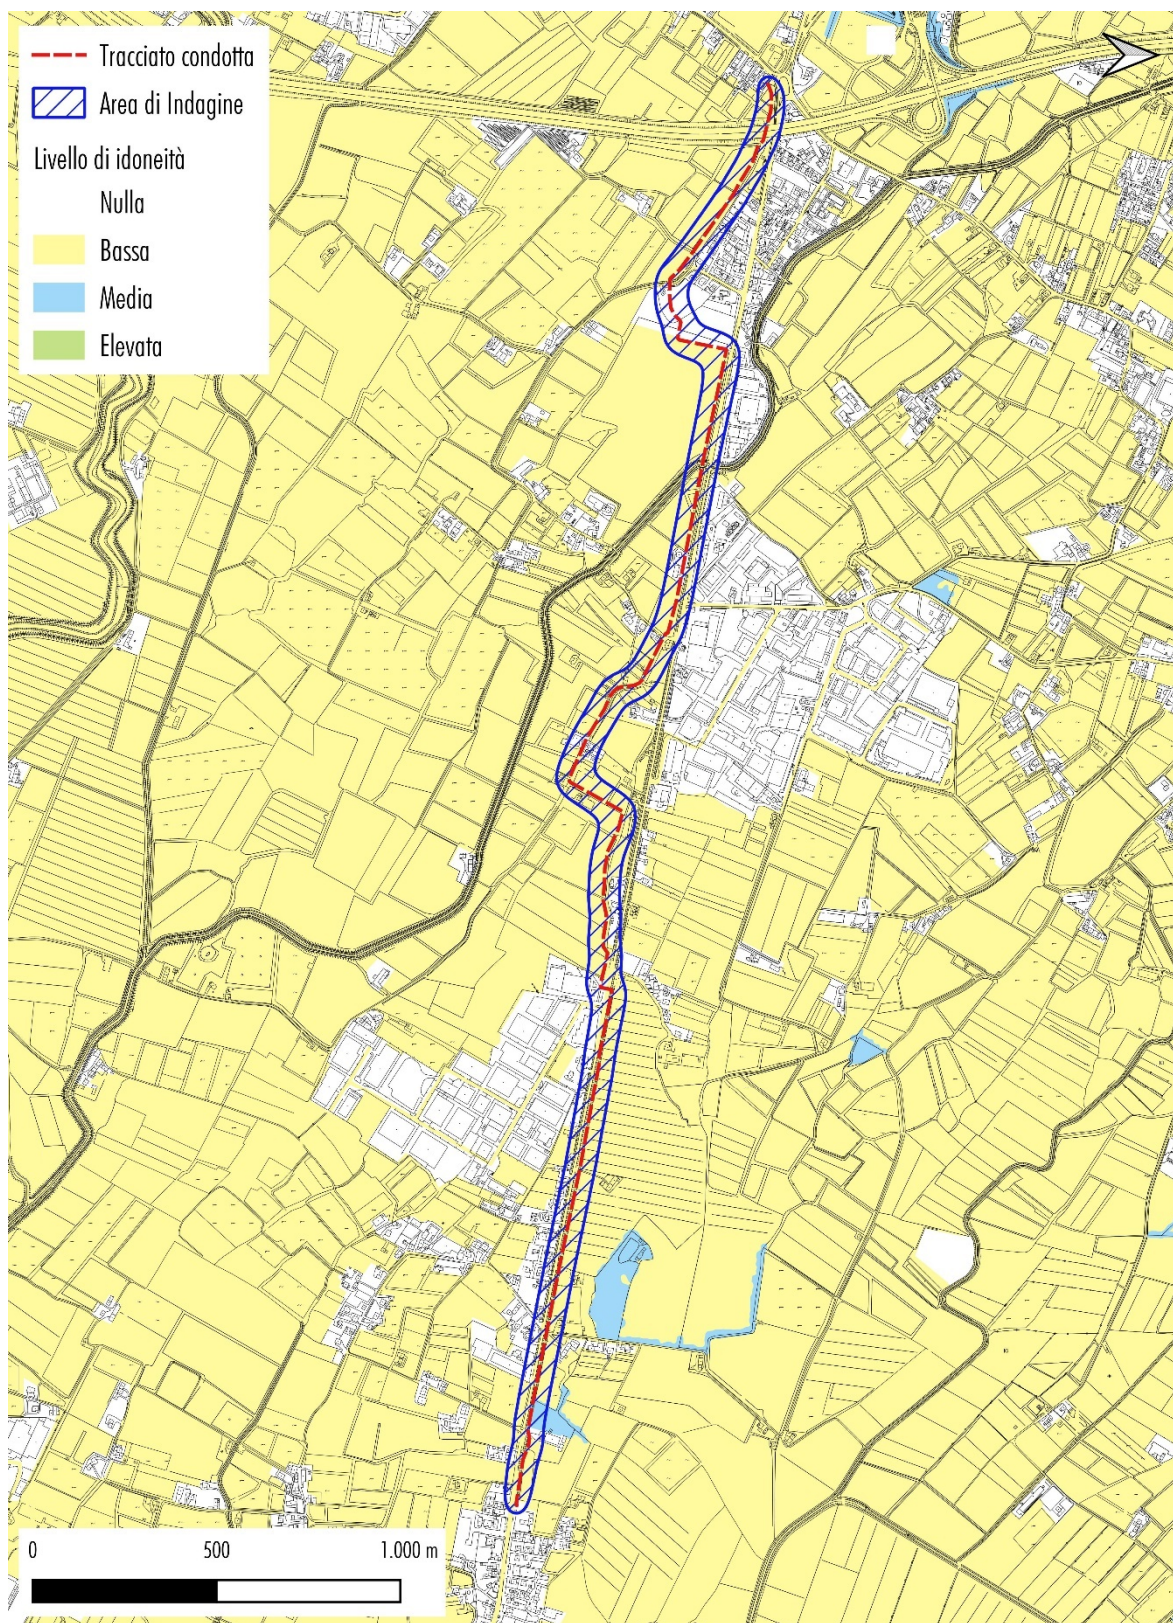 Tracciato condotta
Area di Indagine
Livello di idoneità
Nulla
Bassa
Media
Elevata
0 500 1.000 m